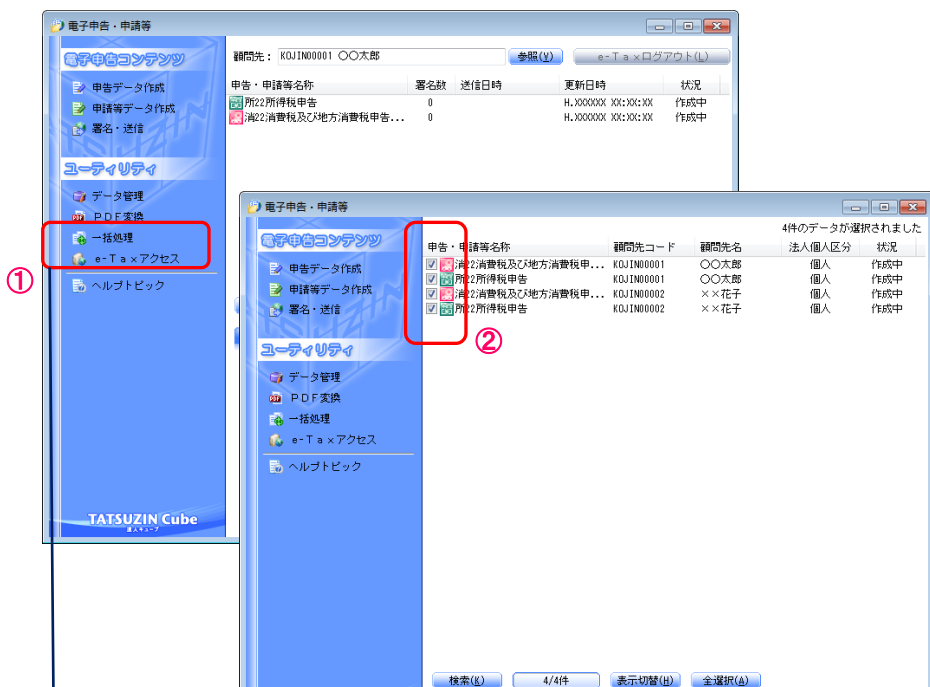 電子申告・申請等
電子申告コンテンツ
申告データ作成
申請等データ作成
署名・送信
ユーティリティ
データ管理
PDF変換
一括処理
e-Taxアクセス
ヘルプトピック
TATSUZIN Cube
達人キューブ
顧問先： KOJIN00001 〇〇太郎 参照(Y) e-Taxログアウト(L)
申告・申請等名称 署名数 送信日時 更新日時 状況
所22所得税申告 0 H.XXXXXX XX:XX:XX 作成中
消22消費税及び地方消費税申告... 0 H.XXXXXX XX:XX:XX 作成中
①
電子申告・申請等
電子申告コンテンツ
申告データ作成
申請等データ作成
署名・送信
ユーティリティ
データ管理
PDF変換
一括処理
e-Taxアクセス
ヘルプトピック
4件のデータが選択されました
申告・申請等名称 顧問先コード 顧問先名 法人個人区分 状況
消22消費税及び地方消費税申... KOJIN00001 〇〇太郎 個人 作成中
所22所得税申告 KOJIN00001 〇〇太郎 個人 作成中
消22消費税及び地方消費税申... KOJIN00002 ××花子 個人 作成中
所22所得税申告 KOJIN00002 ××花子 個人 作成中
②
検索(K) 4/4件 表示切替(H) 全選択(A)